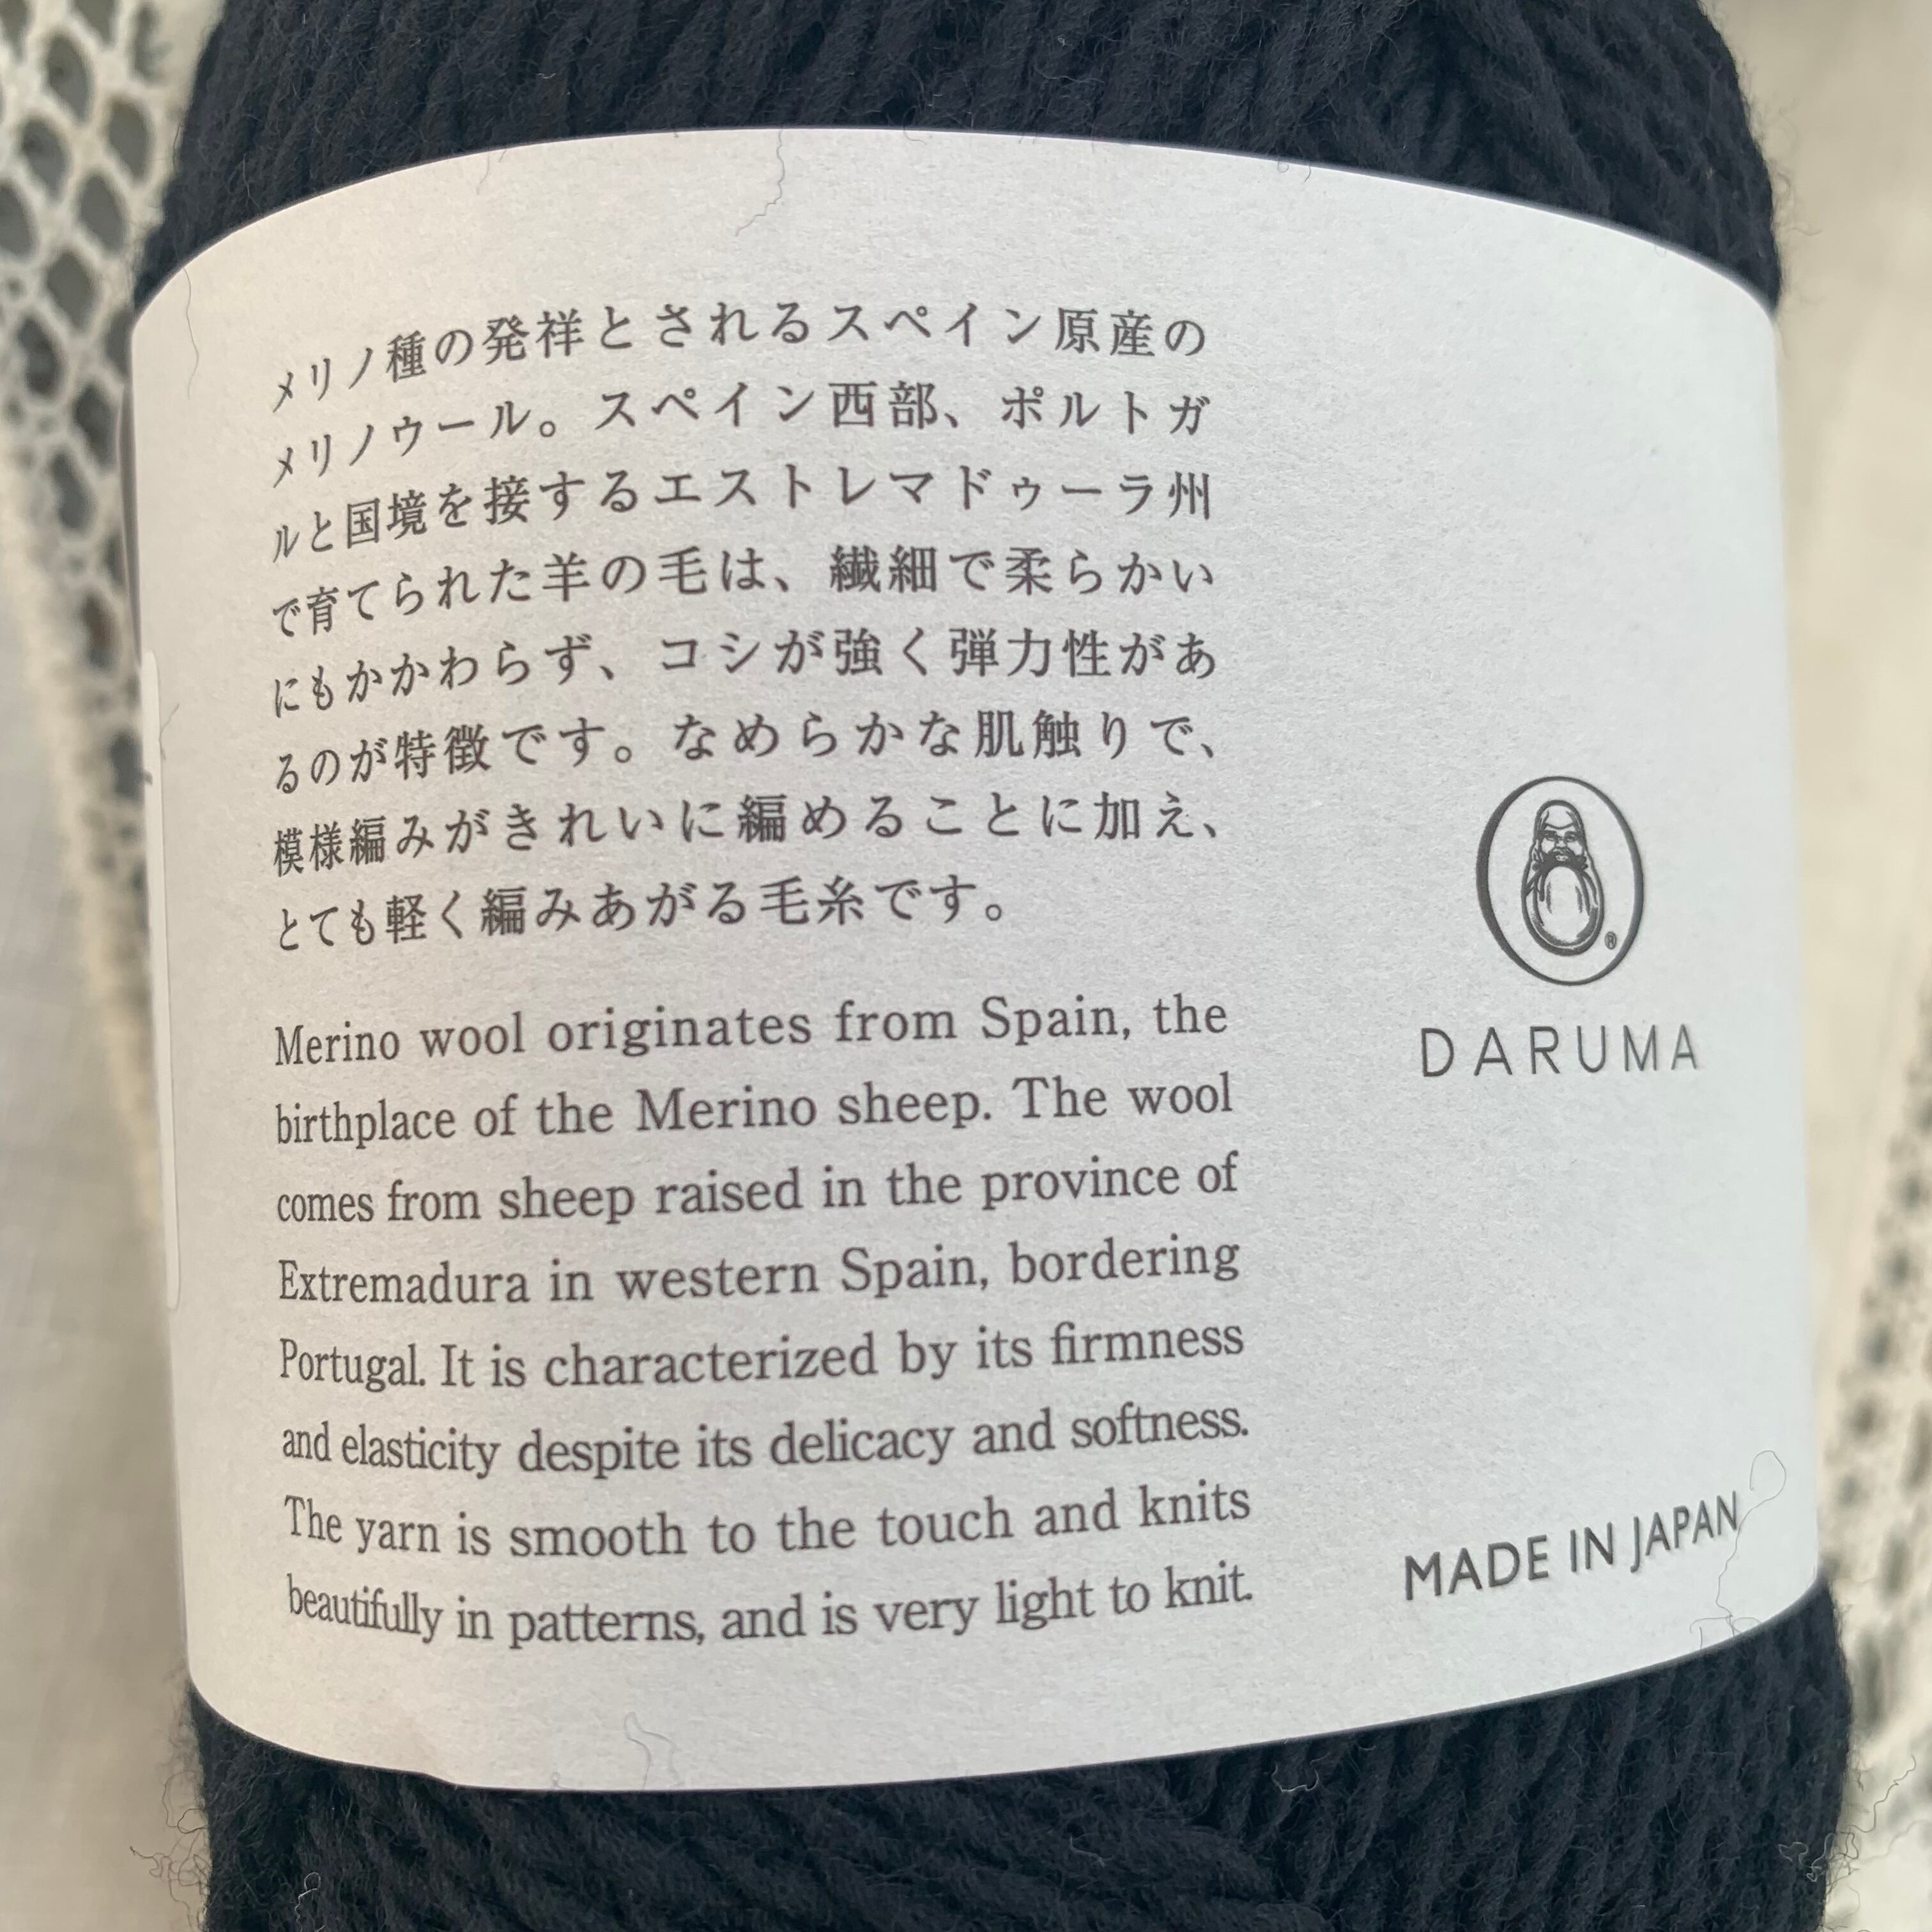 メリノ種の発祥とされるスペイン原産の
メリノウール。スペイン西部、ポルトガ
ルと国境を接するエストレマドゥーラ州
で育てられた羊の毛は、繊細で柔らかい
にもかかわらず、コシが強く弾力性があ
るのが特徴です。なめらかな肌触りで、
模様編みがきれいに編めることに加え、
とても軽く編みあがる毛糸です。
Merino wool originates from Spain, the
birthplace of the Merino sheep. The wool
comes from sheep raised in the province of
Extremadura in western Spain, bordering
Portugal. It is characterized by its firmness
and elasticity despite its delicacy and softness.
The yarn is smooth to the touch and knits
beautifully in patterns, and is very light to knit.
®
DARUMA
MADE IN JAPAN